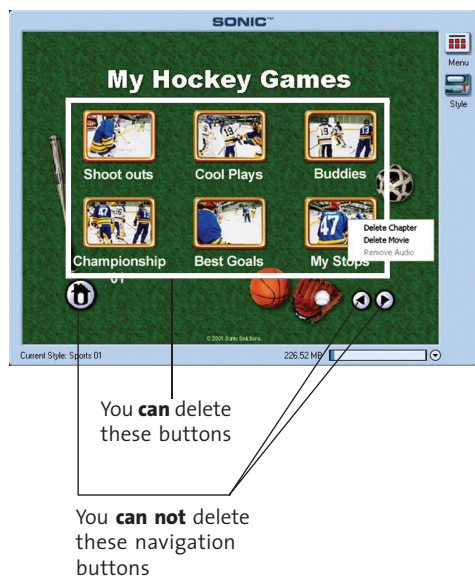 SONIC™
My Hockey Games
Menu
Style
Shoot outs Cool Plays Buddies
Delete Chapter
Delete Movie
Remove Audio
Championship Best Goals My Stops
01
© 2001 Sonic Solutions.
Current Style: Sports 01 226.52 MB
You can delete
these buttons
You can not delete
these navigation
buttons